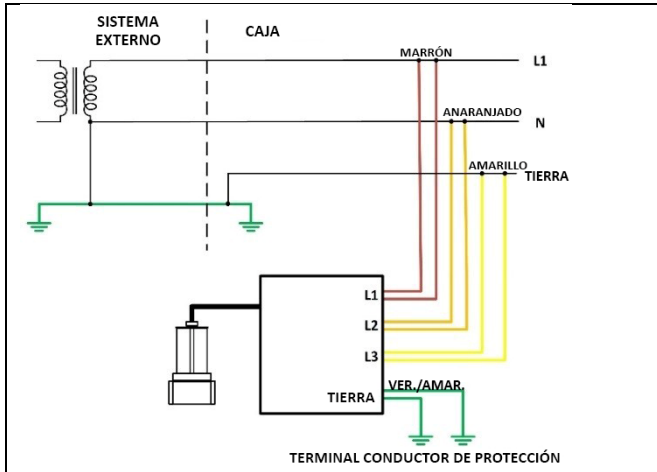 SISTEMA
EXTERNO
CAJA
MARRÓN
L1
ANARANJADO
N
AMARILLO
TIERRA
L1
L2
L3
VER./AMAR.
TIERRA
TERMINAL CONDUCTOR DE PROTECCIÓN